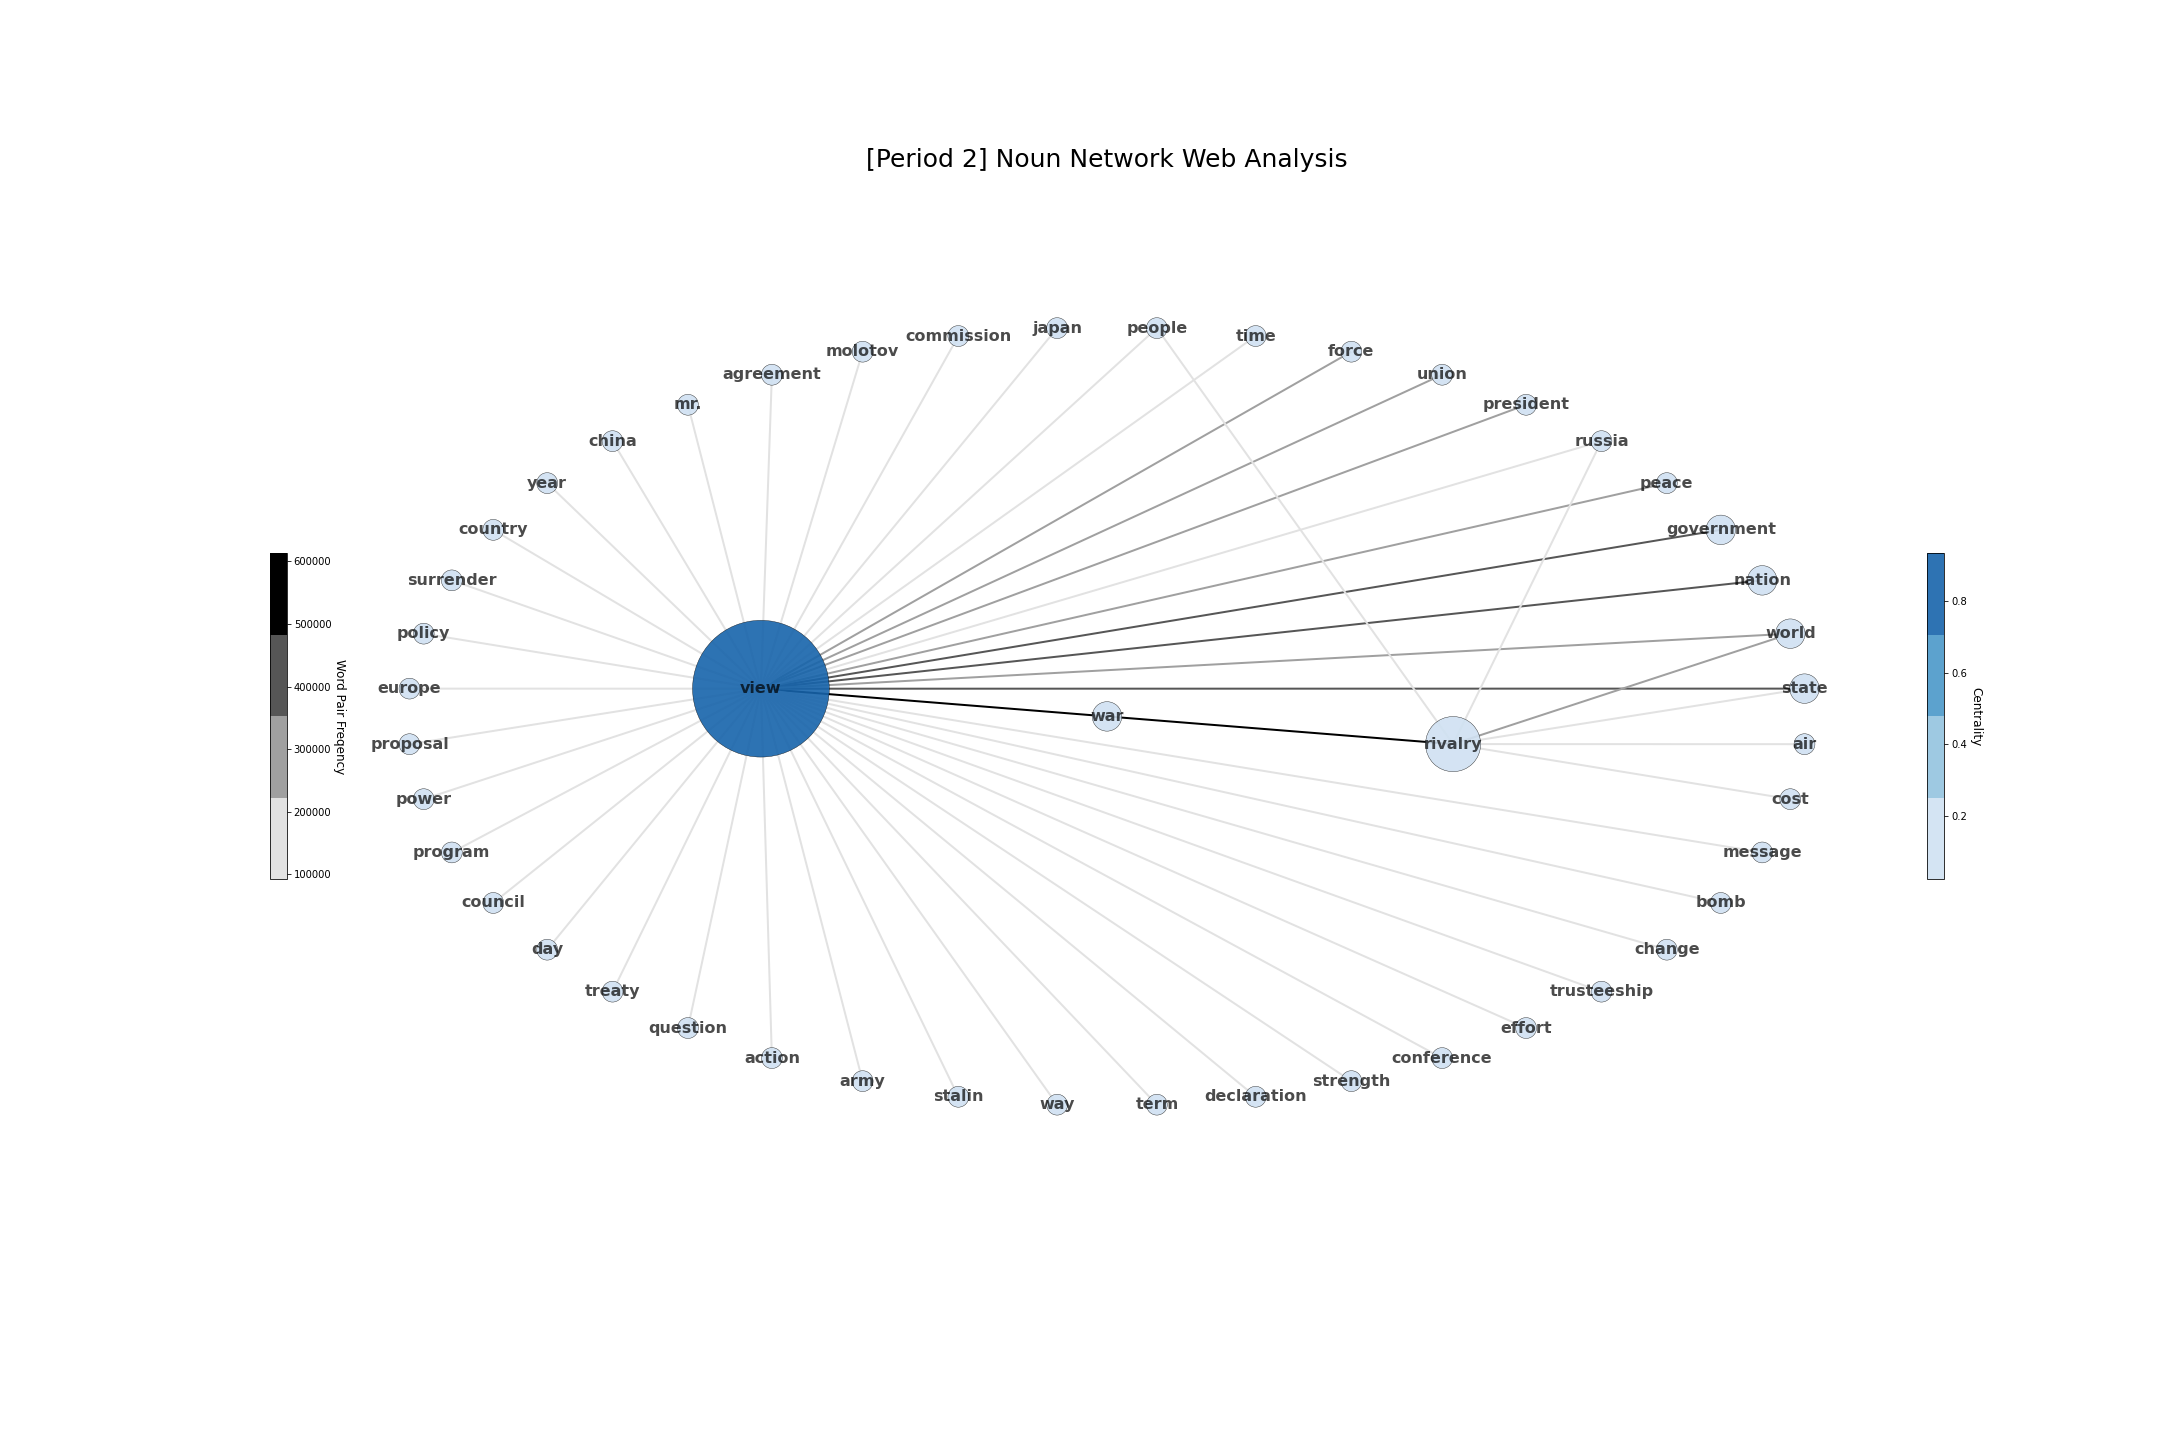 [Period 2] Noun Network Web Analysis
japan
people
commission
time
molotov
force
agreement
union
mr.
president
china
russia
year
peace
country
government
surrender
nation
policy
world
europe
view
state
war
proposal
rivalry
air
power
cost
program
message
council
bomb
day
change
treaty
trusteeship
question
effort
action
conference
army
strength
stalin
declaration
way
term
600000
500000
400000
300000
200000
100000
Word Pair Freqency
0.8
0.6
0.4
0.2
Centrality